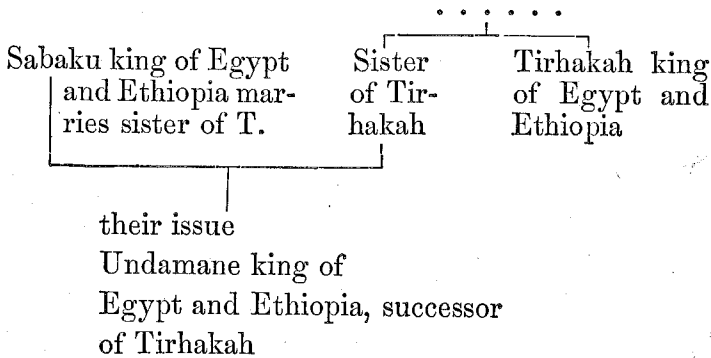 . . . . . .
Sabaku king of Egypt
and Ethiopia mar-
ries sister of T.
Sister
of Tir-
hakah
Tirhakah king
of Egypt and
Ethiopia
their issue
Undamane king of
Egypt and Ethiopia, successor
of Tirhakah